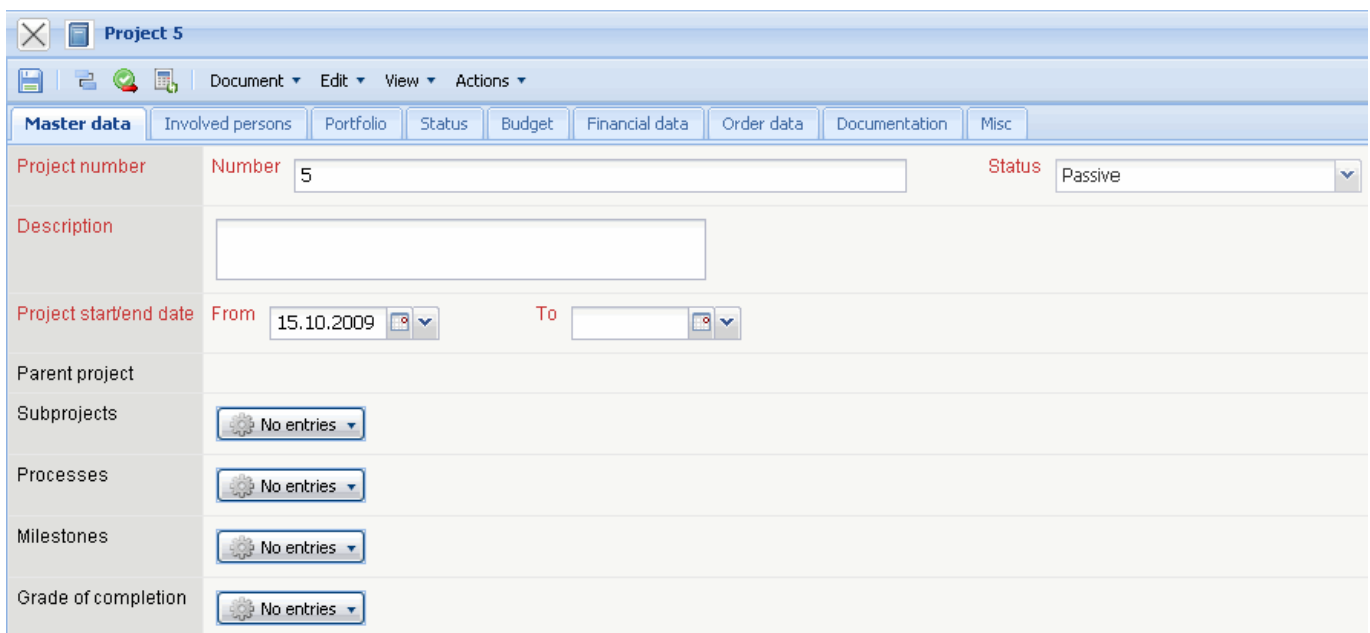 Project 5
Document Edit View Actions
Master data Involved persons Portfolio Status Budget Financial data Order data Documentation Misc
Project number Number 5 Status Passive
Description
Project start/end date From 15.10.2009 To
Parent project
Subprojects No entries
Processes No entries
Milestones No entries
Grade of completion No entries